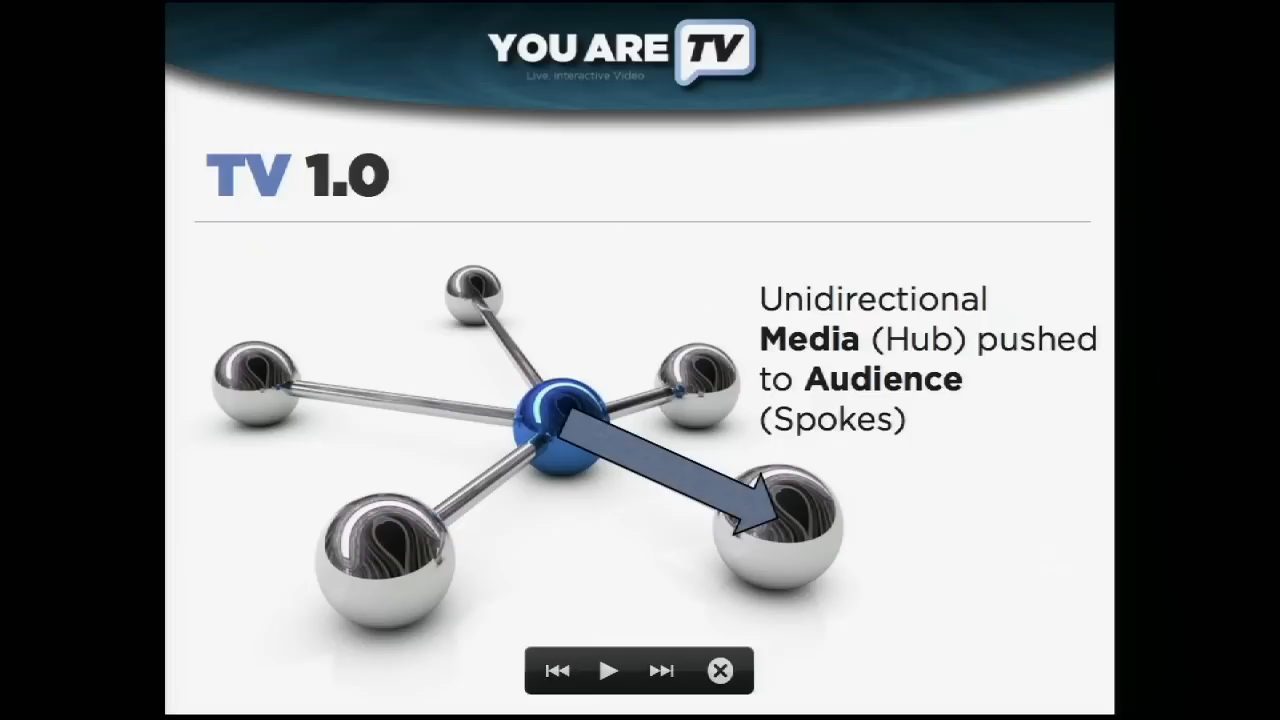 YOU ARE TV
Live. Interactive Video
TV 1.0
Unidirectional
Media (Hub) pushed
to Audience
(Spokes)